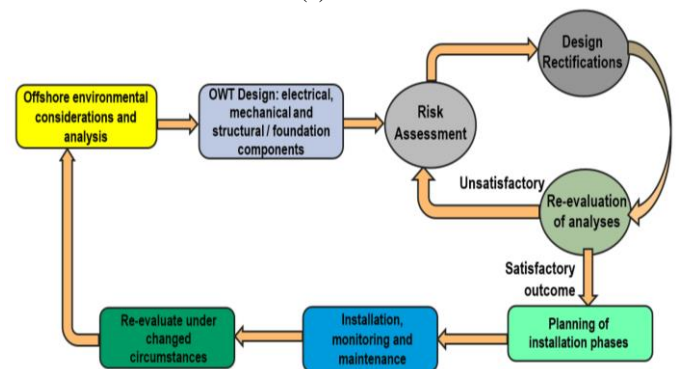 Offshore environmental
considerations and
analysis
OWT Design: electrical,
mechanical and
structural / foundation
components
Risk
Assessment
Design
Rectifications
Unsatisfactory
Re-evaluation
of analyses
Satisfactory
outcome
Planning of
installation phases
Installation,
monitoring and
maintenance
Re-evaluate under
changed
circumstances